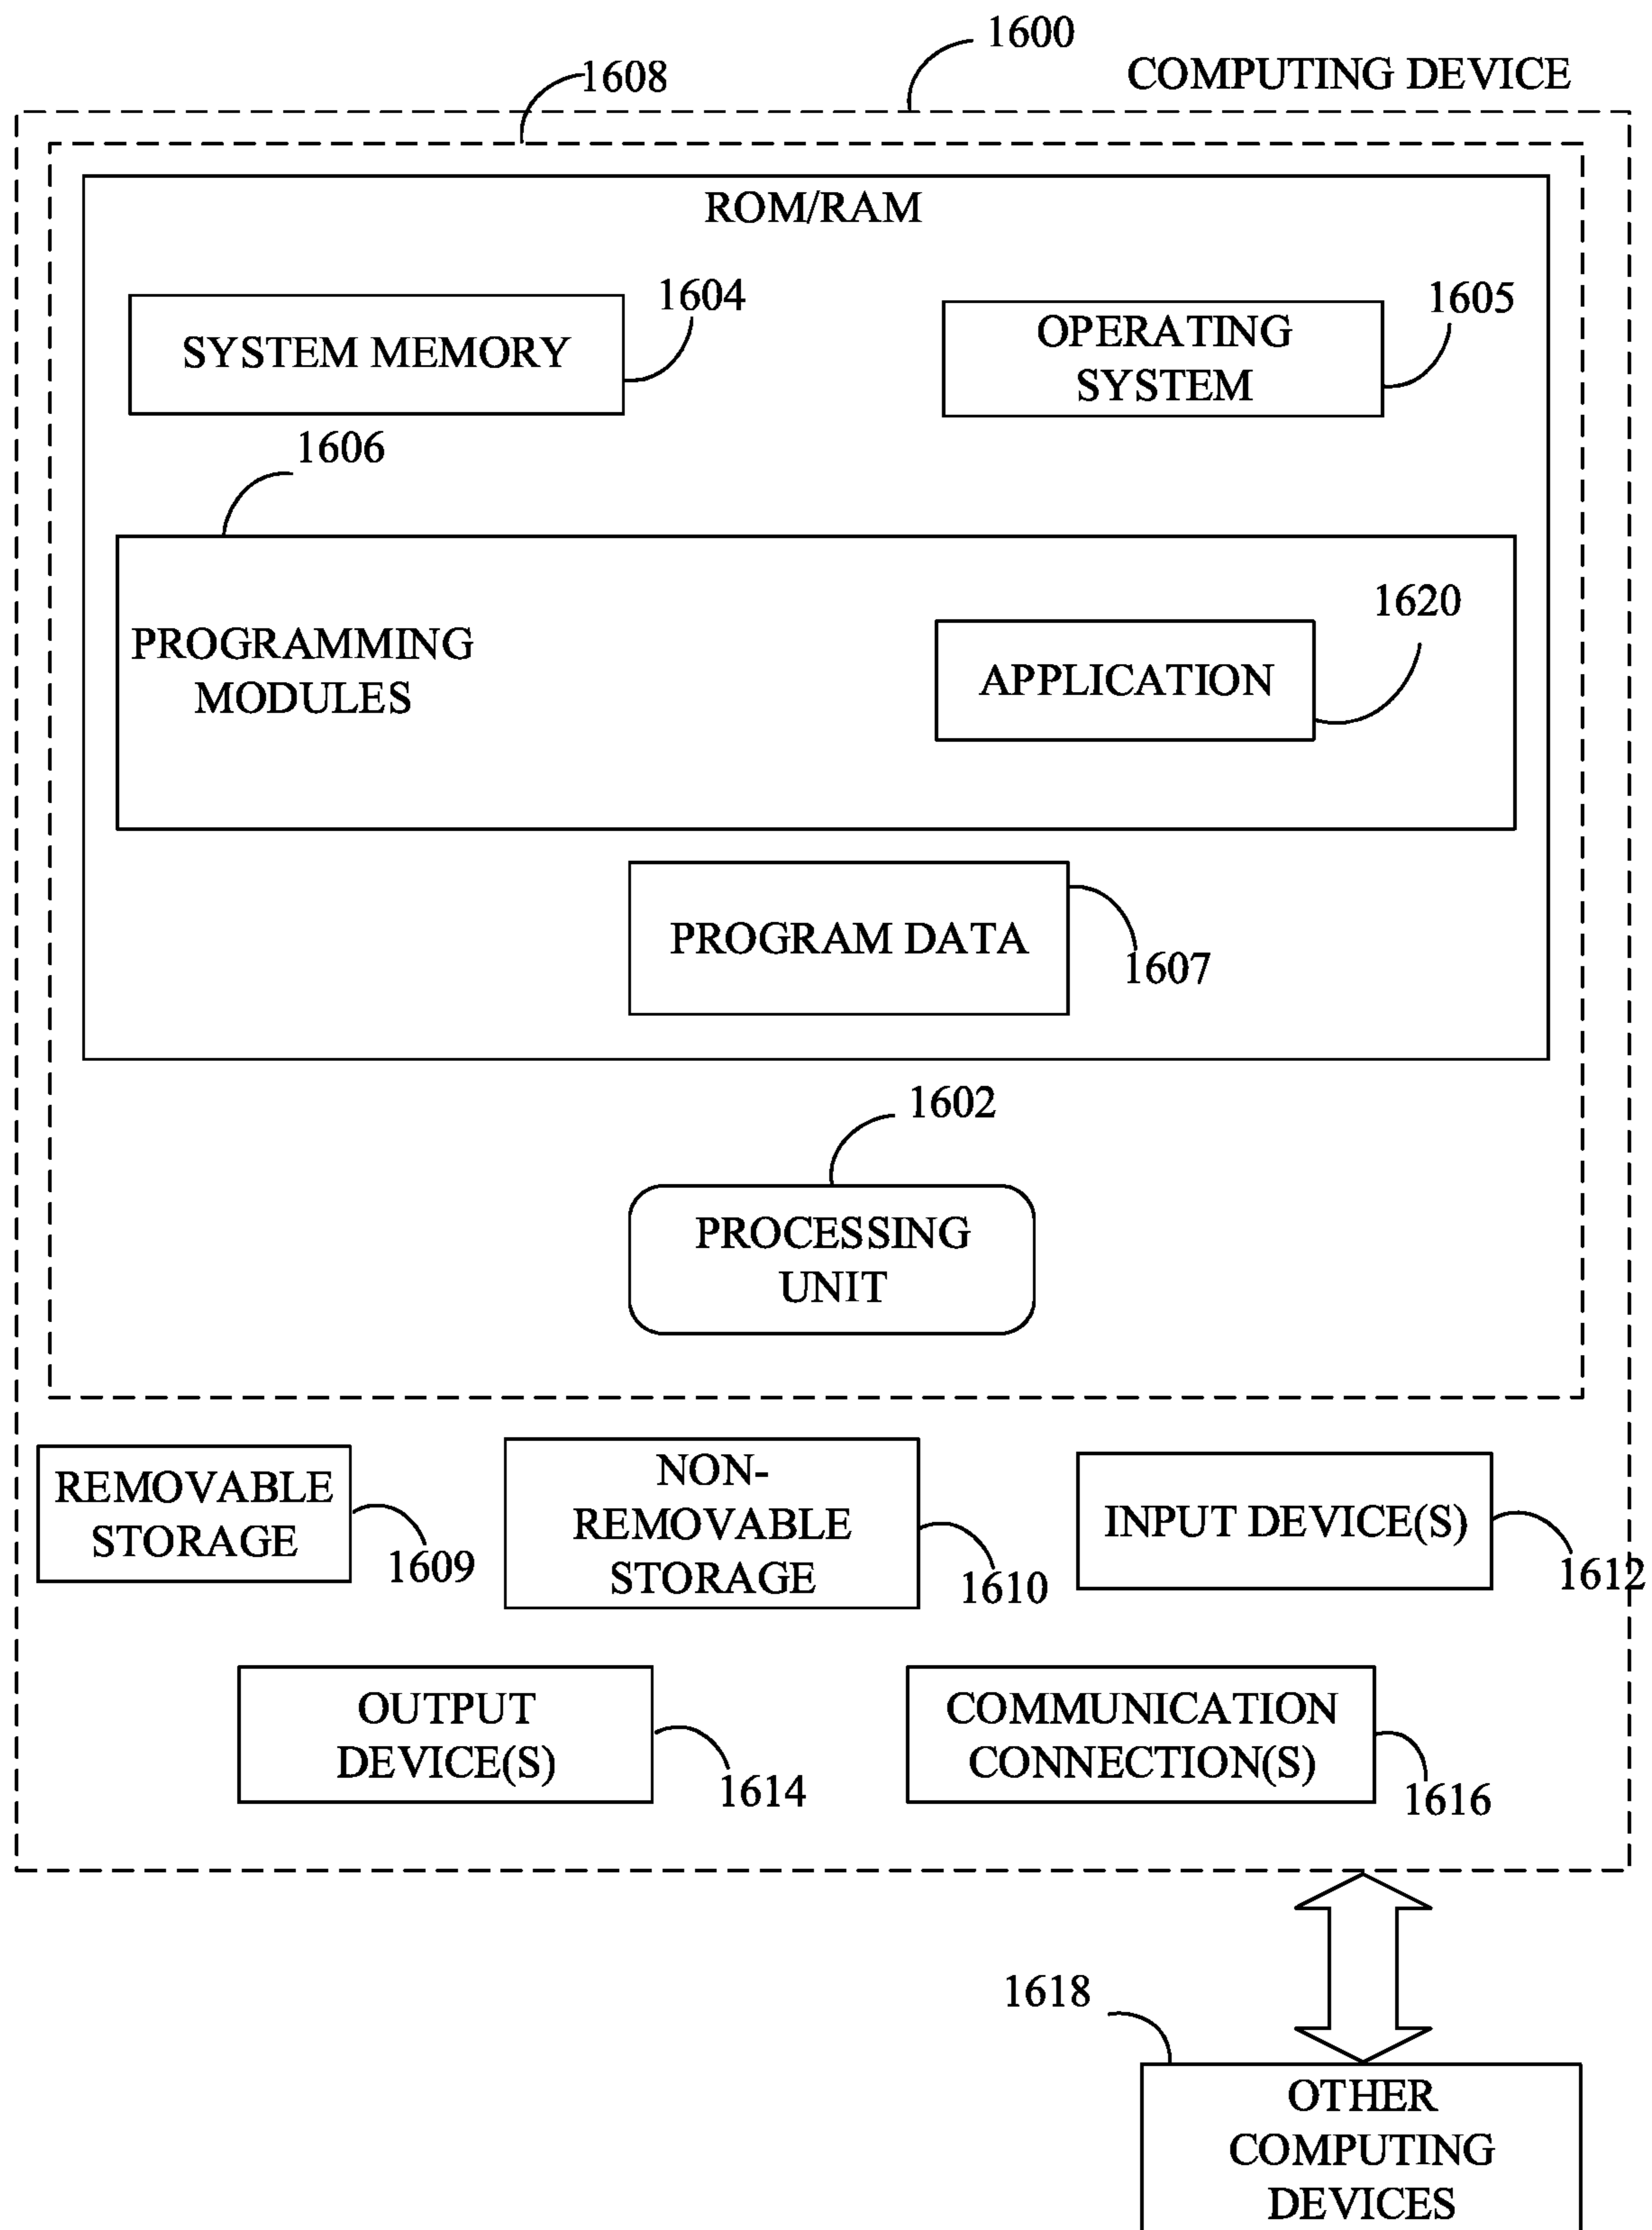 1600
COMPUTING DEVICE
1608
ROM/RAM
1604
SYSTEM MEMORY
1605
OPERATING
SYSTEM
1606
PROGRAMMING
MODULES
1620
APPLICATION
PROGRAM DATA
1607
1602
PROCESSING
UNIT
REMOVABLE
STORAGE
1609
NON-
REMOVABLE
STORAGE
1610
INPUT DEVICE(S)
1612
OUTPUT
DEVICE(S)
1614
COMMUNICATION
CONNECTION(S)
1616
1618
OTHER
COMPUTING
DEVICES